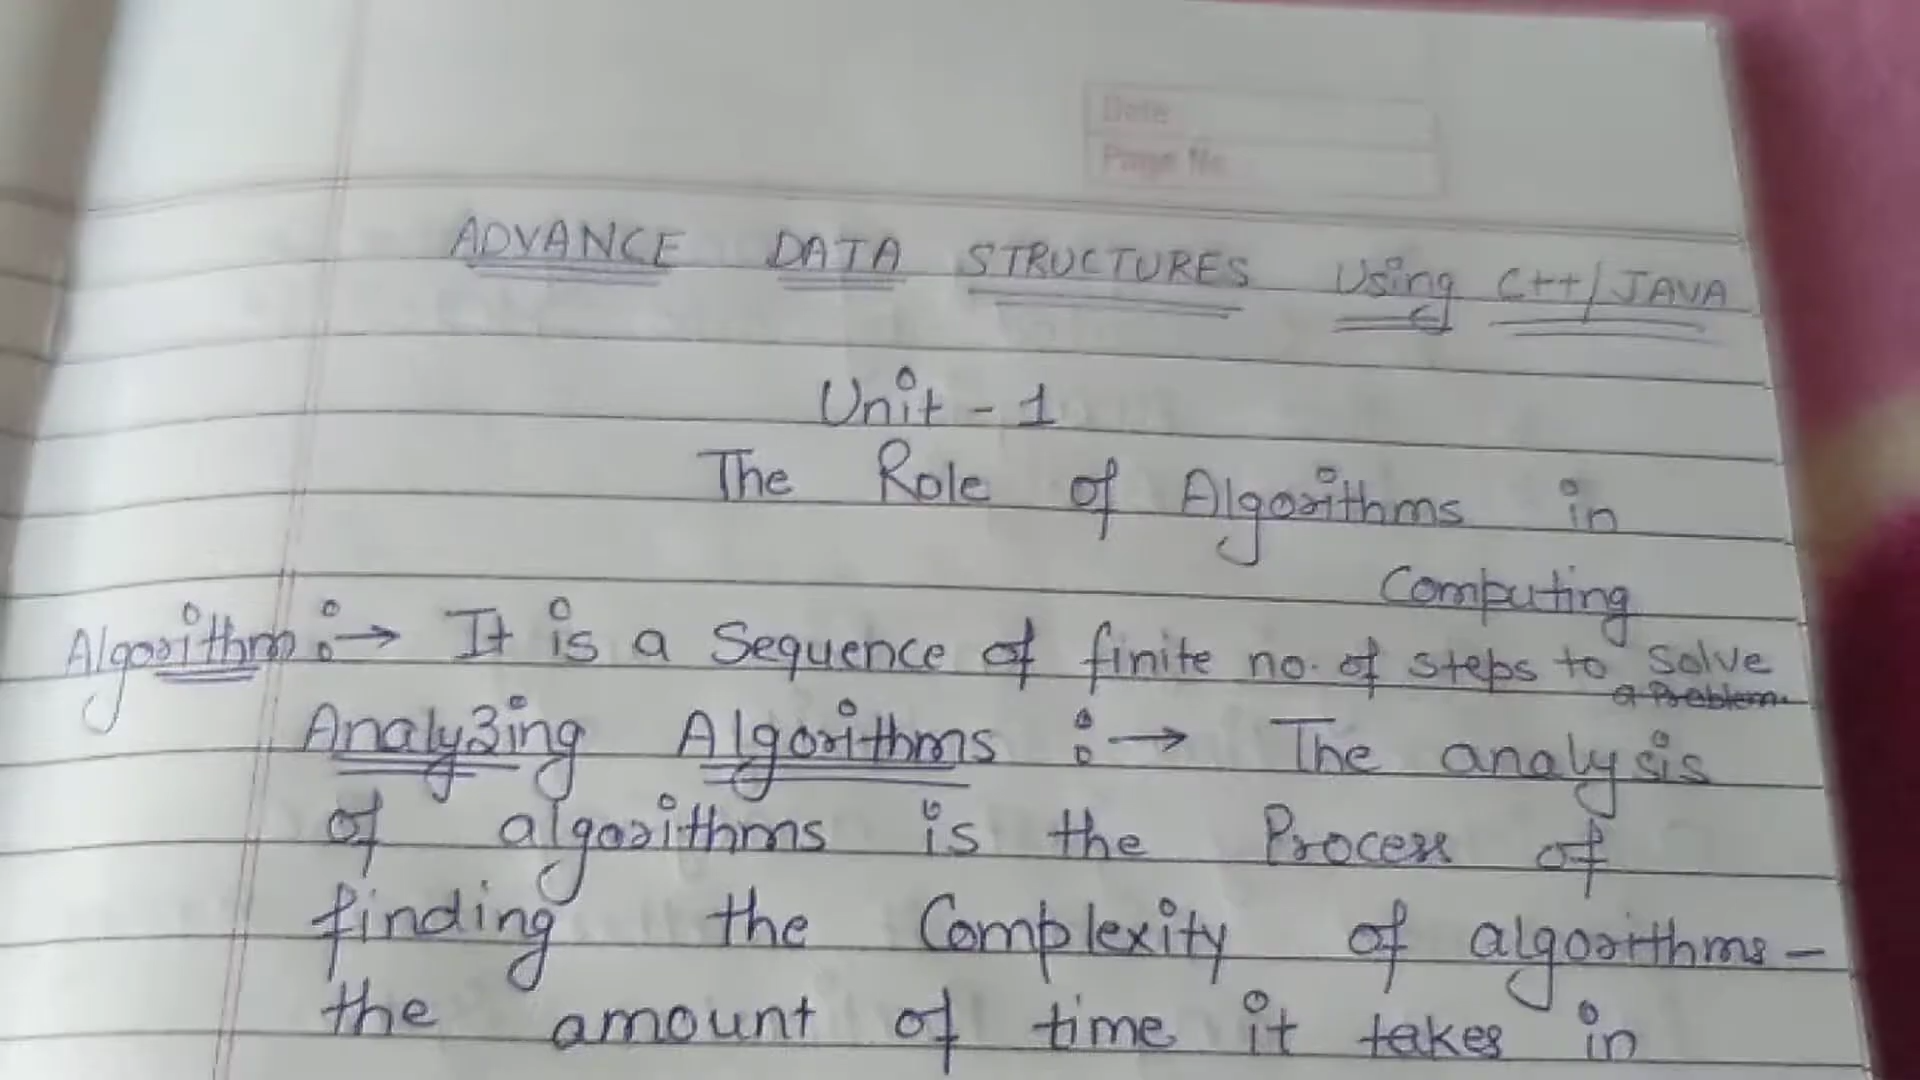 Date
Page No.
ADVANCE DATA STRUCTURES Using C++/JAVA
Unit - 1
The Role of Algorithms in
Computing
Algorithm :→ It is a Sequence of finite no. of steps to solve
a Problem.
Analyzing Algorithms :→ The analysis
of algorithms is the Process of
finding the Complexity of algorithms -
the amount of time it takes in